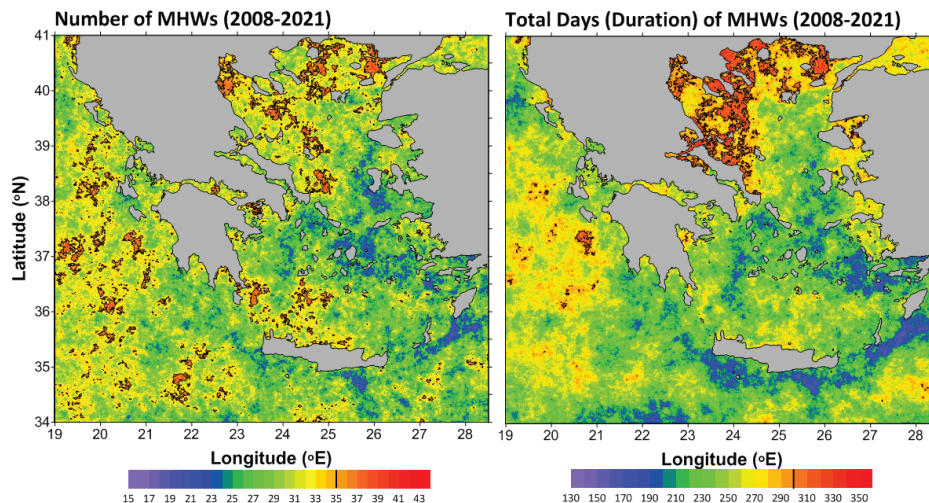 Number of MHWs (2008-2021)
Total Days (Duration) of MHWs (2008-2021)
Latitude (ºN)
41
40
39
38
37
36
35
34
19 20 21 22 23 24 25 26 27 28
19 20 21 22 23 24 25 26 27 28
Longitude (ºE)
Longitude (ºE)
15 17 19 21 23 25 27 29 31 33 35 37 39 41 43
130 150 170 190 210 230 250 270 290 310 330 350